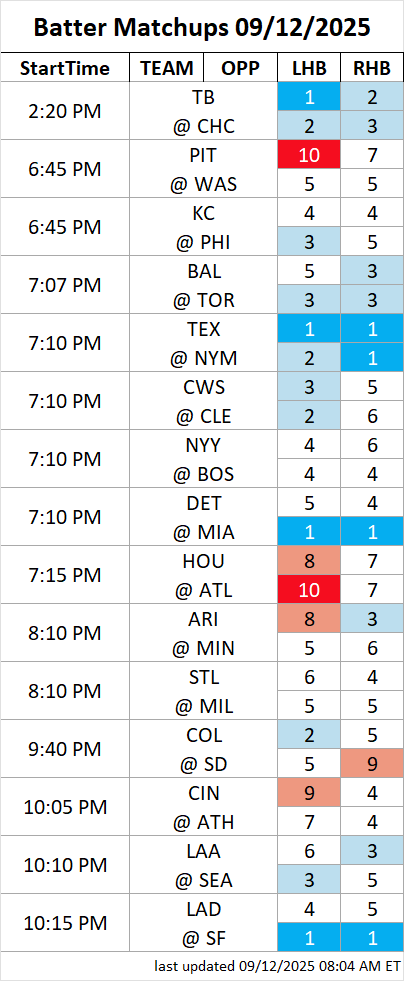 Batter Matchups 09/12/2025
StartTime TEAM OPP LHB RHB
2:20 PM TB 1 2
@ CHC 2 3
6:45 PM PIT 10 7
@ WAS 5 5
6:45 PM KC 4 4
@ PHI 3 5
7:07 PM BAL 5 3
@ TOR 3 3
7:10 PM TEX 1 1
@ NYM 2 1
7:10 PM CWS 3 5
@ CLE 2 6
7:10 PM NYY 4 6
@ BOS 4 4
7:10 PM DET 5 4
@ MIA 1 1
7:15 PM HOU 8 7
@ ATL 10 7
8:10 PM ARI 8 3
@ MIN 5 6
8:10 PM STL 6 4
@ MIL 5 5
9:40 PM COL 2 5
@ SD 5 9
10:05 PM CIN 9 4
@ ATH 7 4
10:10 PM LAA 6 3
@ SEA 3 5
10:15 PM LAD 4 5
@ SF 1 1
last updated 09/12/2025 08:04 AM ET